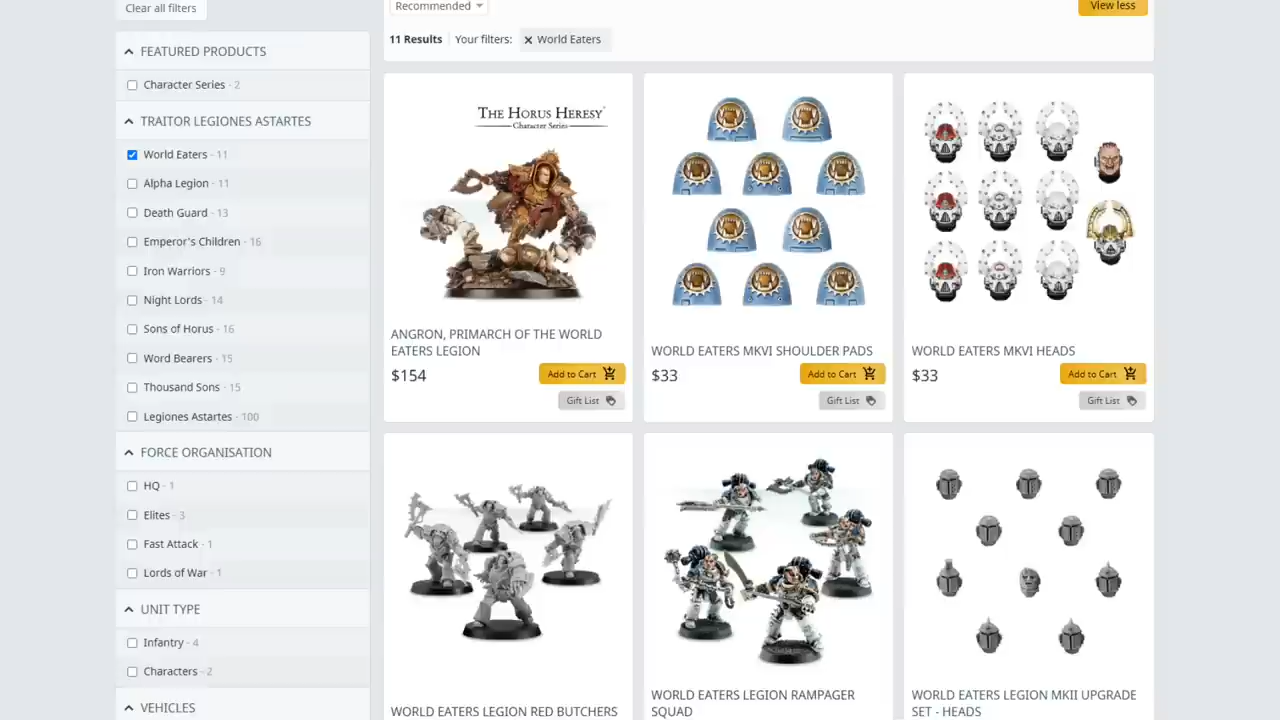 Clear all filters
FEATURED PRODUCTS
Character Series - 2
TRAITOR LEGIONES ASTARTES
World Eaters - 11
Alpha Legion - 11
Death Guard - 13
Emperor's Children - 16
Iron Warriors - 9
Night Lords - 14
Sons of Horus - 16
Word Bearers - 15
Thousand Sons - 15
Legiones Astartes - 100
FORCE ORGANISATION
HQ - 1
Elites - 3
Fast Attack - 1
Lords of War - 1
UNIT TYPE
Infantry - 4
Characters - 2
VEHICLES
Recommended
View less
11 Results
Your filters:
World Eaters
THE HORUS HERESY
Character Series
ANGRON, PRIMARCH OF THE WORLD
EATERS LEGION
$154
Add to Cart
Gift List
WORLD EATERS MKVI SHOULDER PADS
$33
Add to Cart
Gift List
WORLD EATERS MKVI HEADS
$33
Add to Cart
Gift List
WORLD EATERS LEGION RED BUTCHERS
WORLD EATERS LEGION RAMPAGER
SQUAD
WORLD EATERS LEGION MKII UPGRADE
SET - HEADS